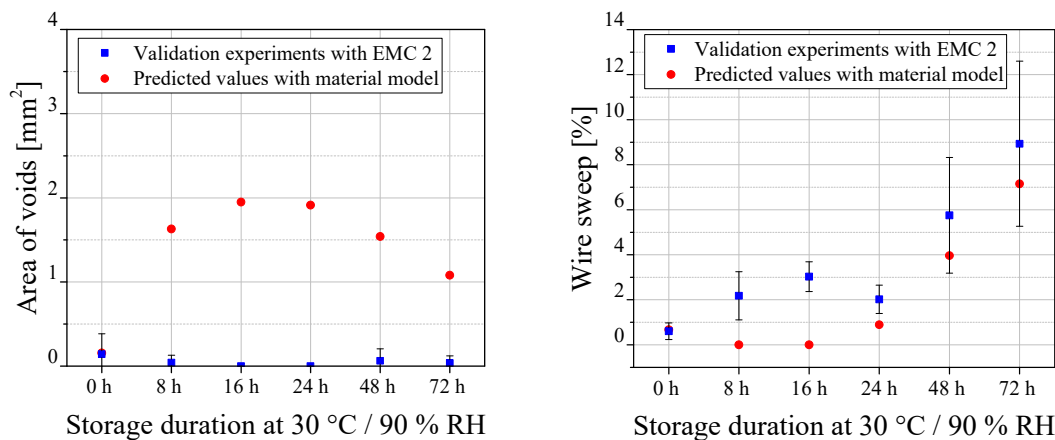 4
3
2
1
0
Area of voids [mm²]
Validation experiments with EMC 2
Predicted values with material model
0 h 8 h 16 h 24 h 48 h 72 h
Storage duration at 30 °C / 90 % RH
14
12
10
8
6
4
2
0
Wire sweep [%]
Validation experiments with EMC 2
Predicted values with material model
0 h 8 h 16 h 24 h 48 h 72 h
Storage duration at 30 °C / 90 % RH